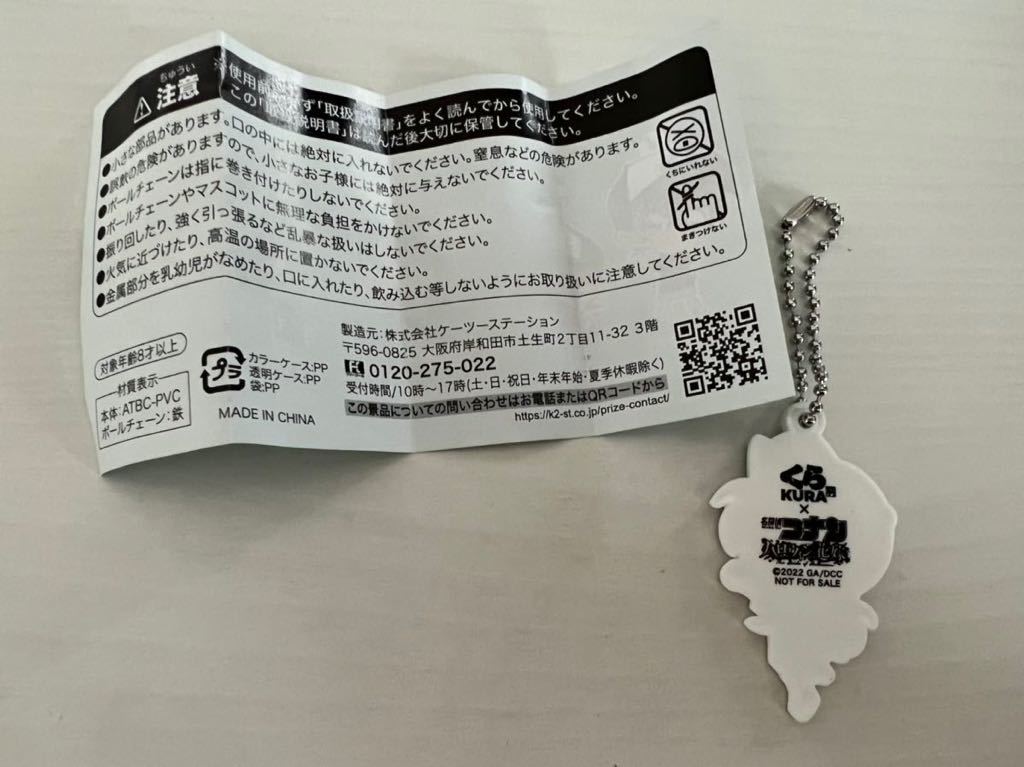 ちゅうい
⚠注意
※使用前に必ず「取扱説明書」をよく読んでから使用してください。
この「取扱説明書」は読んだ後大切に保管してください。
●小さな部品があります。口の中には絶対に入れないでください。窒息などの危険があります。
●誤飲の危険がありますので、小さなお子様には絶対に与えないでください。
●ボールチェーンは指に巻き付けたりしないでください。
●ボールチェーンやマスコットに無理な負担をかけないでください。
●振り回したり、強く引っ張るなど乱暴な扱いはしないでください。
●火気に近づけたり、高温の場所に置かないでください。
●金属部分を乳幼児がなめたり、口に入れたり、飲み込む等しないようにお取り扱いに注意してください。
くちにいれない
まきつけない
対象年齢8才以上
材質表示
本体:ATBC-PVC
ボールチェーン:鉄
プラ
カラーケース:PP
透明ケース:PP
袋:PP
MADE IN CHINA
製造元:株式会社ケーツーステーション
〒596-0825 大阪府岸和田市土生町2丁目11-32 3階
0120-275-022
受付時間/10時〜17時(土・日・祝日・年末年始・夏季休暇除く)
この景品についての問い合わせはお電話またはQRコードから
https://k2-st.co.jp/prize-contact/
くら
KURA
×
名探偵コナン
ハロウィンの花嫁
©2022 GA/DCC
NOT FOR SALE